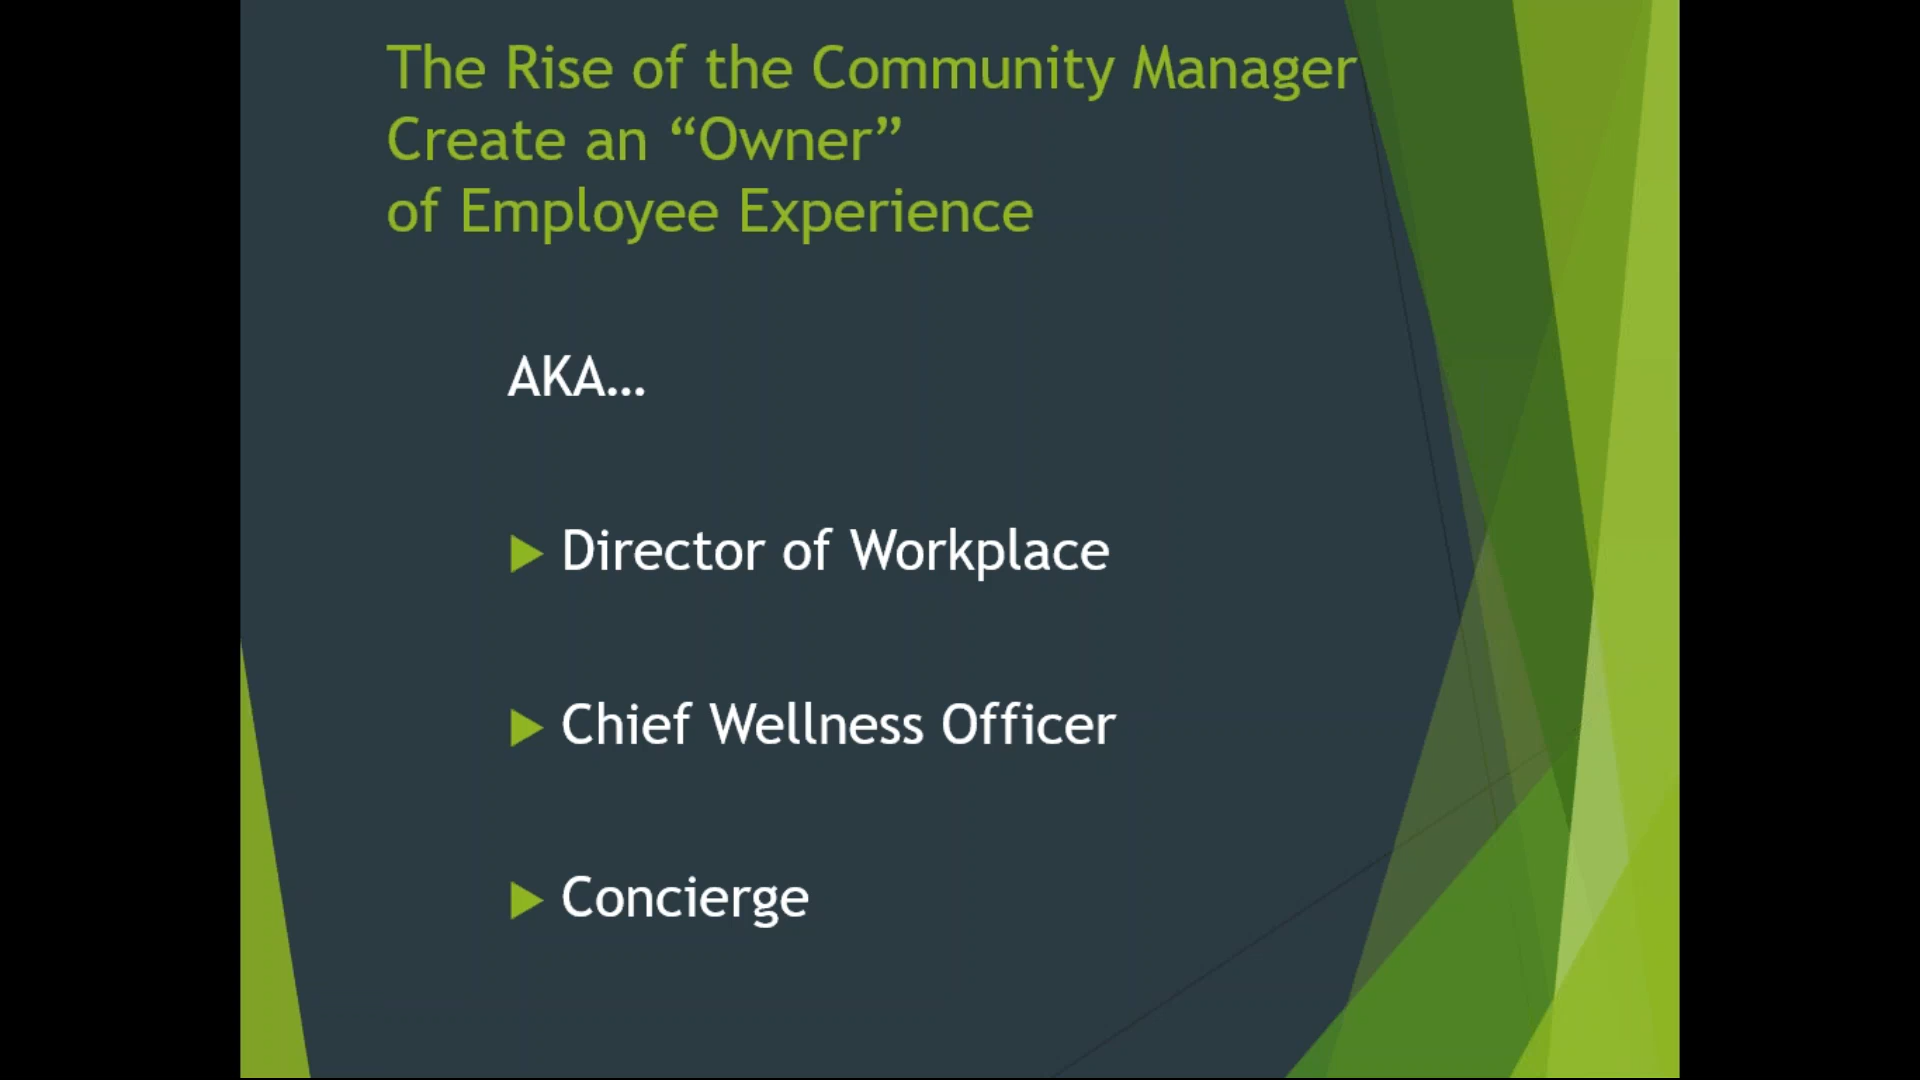 The Rise of the Community Manager
Create an “Owner”
of Employee Experience
AKA…
Director of Workplace
Chief Wellness Officer
Concierge